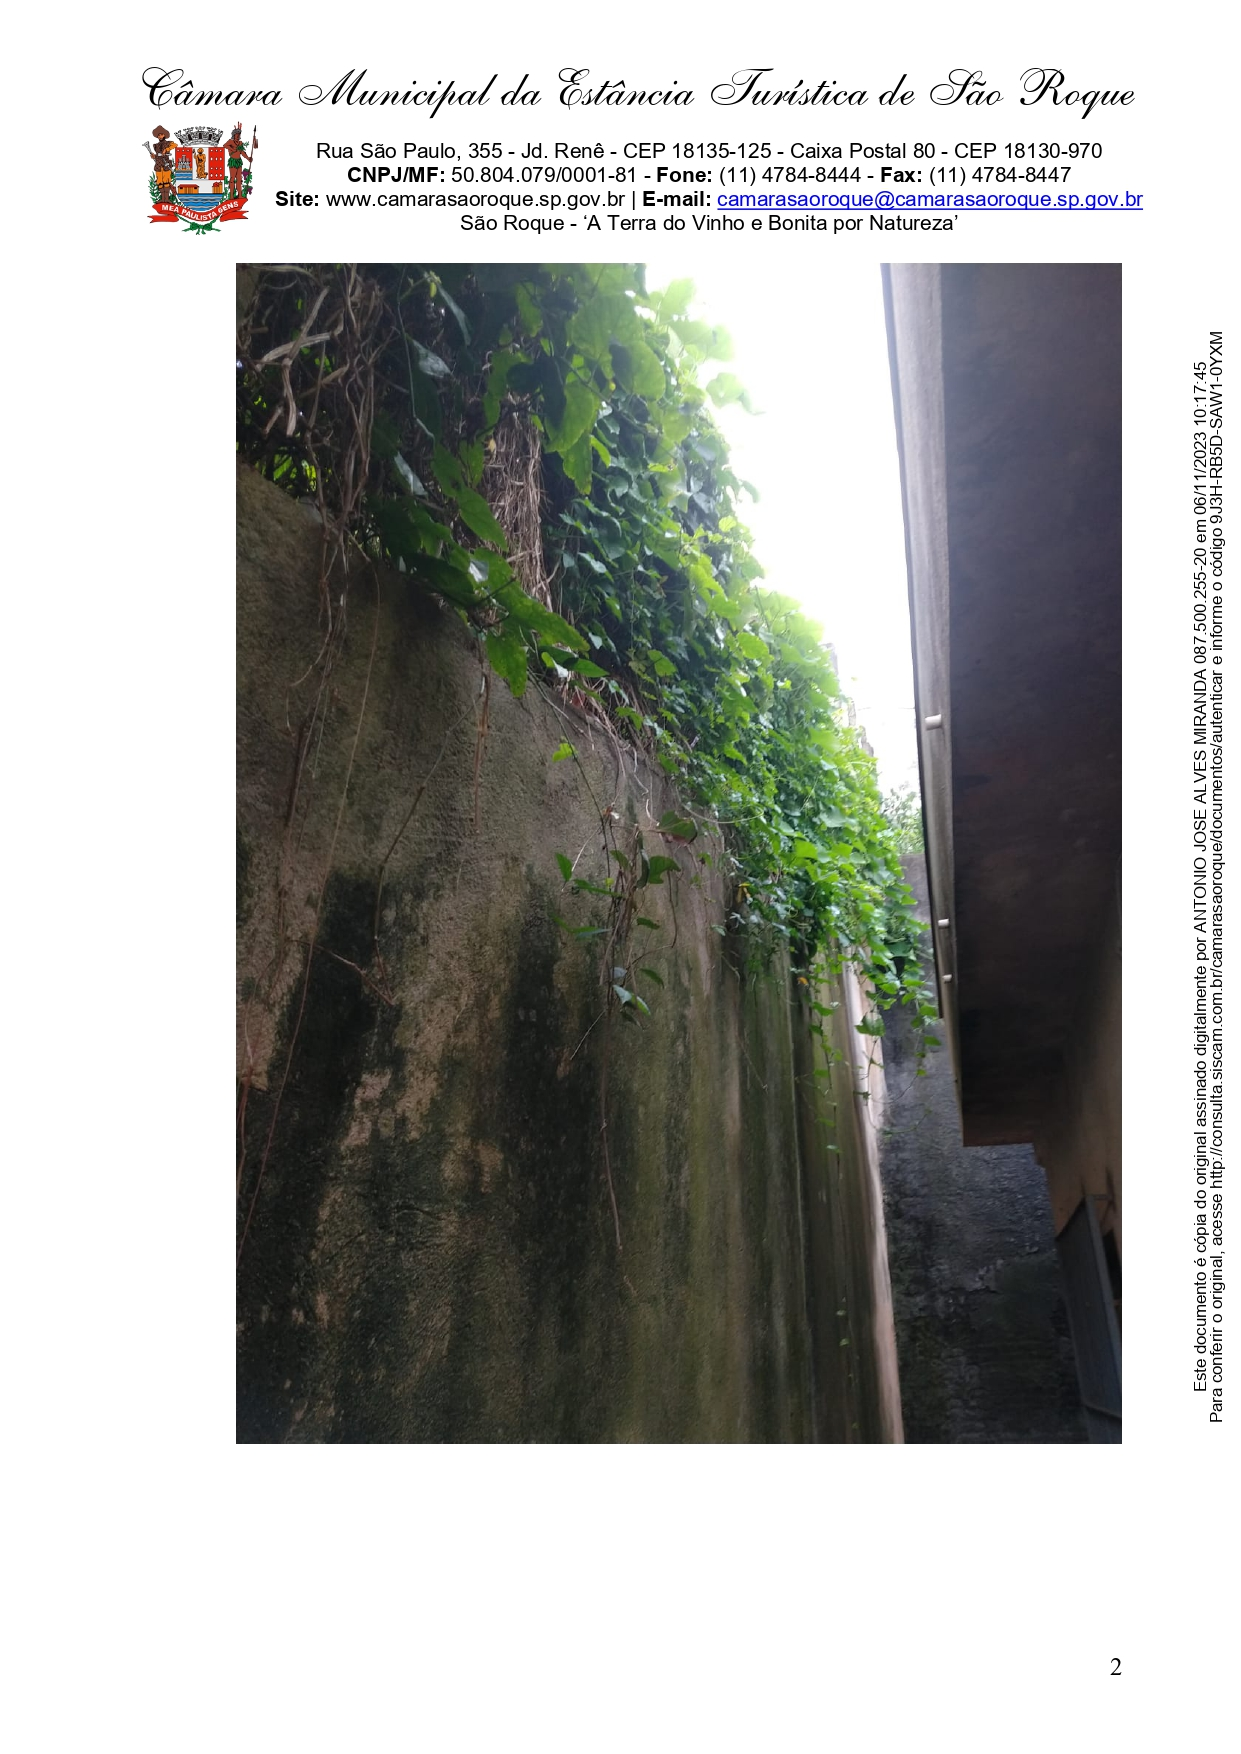 Câmara Municipal da Estância Turística de São Roque
Rua São Paulo, 355 - Jd. Renê - CEP 18135-125 - Caixa Postal 80 - CEP 18130-970
CNPJ/MF: 50.804.079/0001-81 - Fone: (11) 4784-8444 - Fax: (11) 4784-8447
Site: www.camarasaoroque.sp.gov.br | E-mail: camarasaoroque@camarasaoroque.sp.gov.br
São Roque - ‘A Terra do Vinho e Bonita por Natureza’
MEA PAULISTA GENS
Este documento é cópia do original assinado digitalmente por ANTONIO JOSE ALVES MIRANDA 087.500.255-20 em 06/11/2023 10:17:45
Para conferir o original, acesse http://consulta.siscam.com.br/camarasaoroque/documentos/autenticar e informe o código 9J3H-RB5D-SAW1-0YXM
2